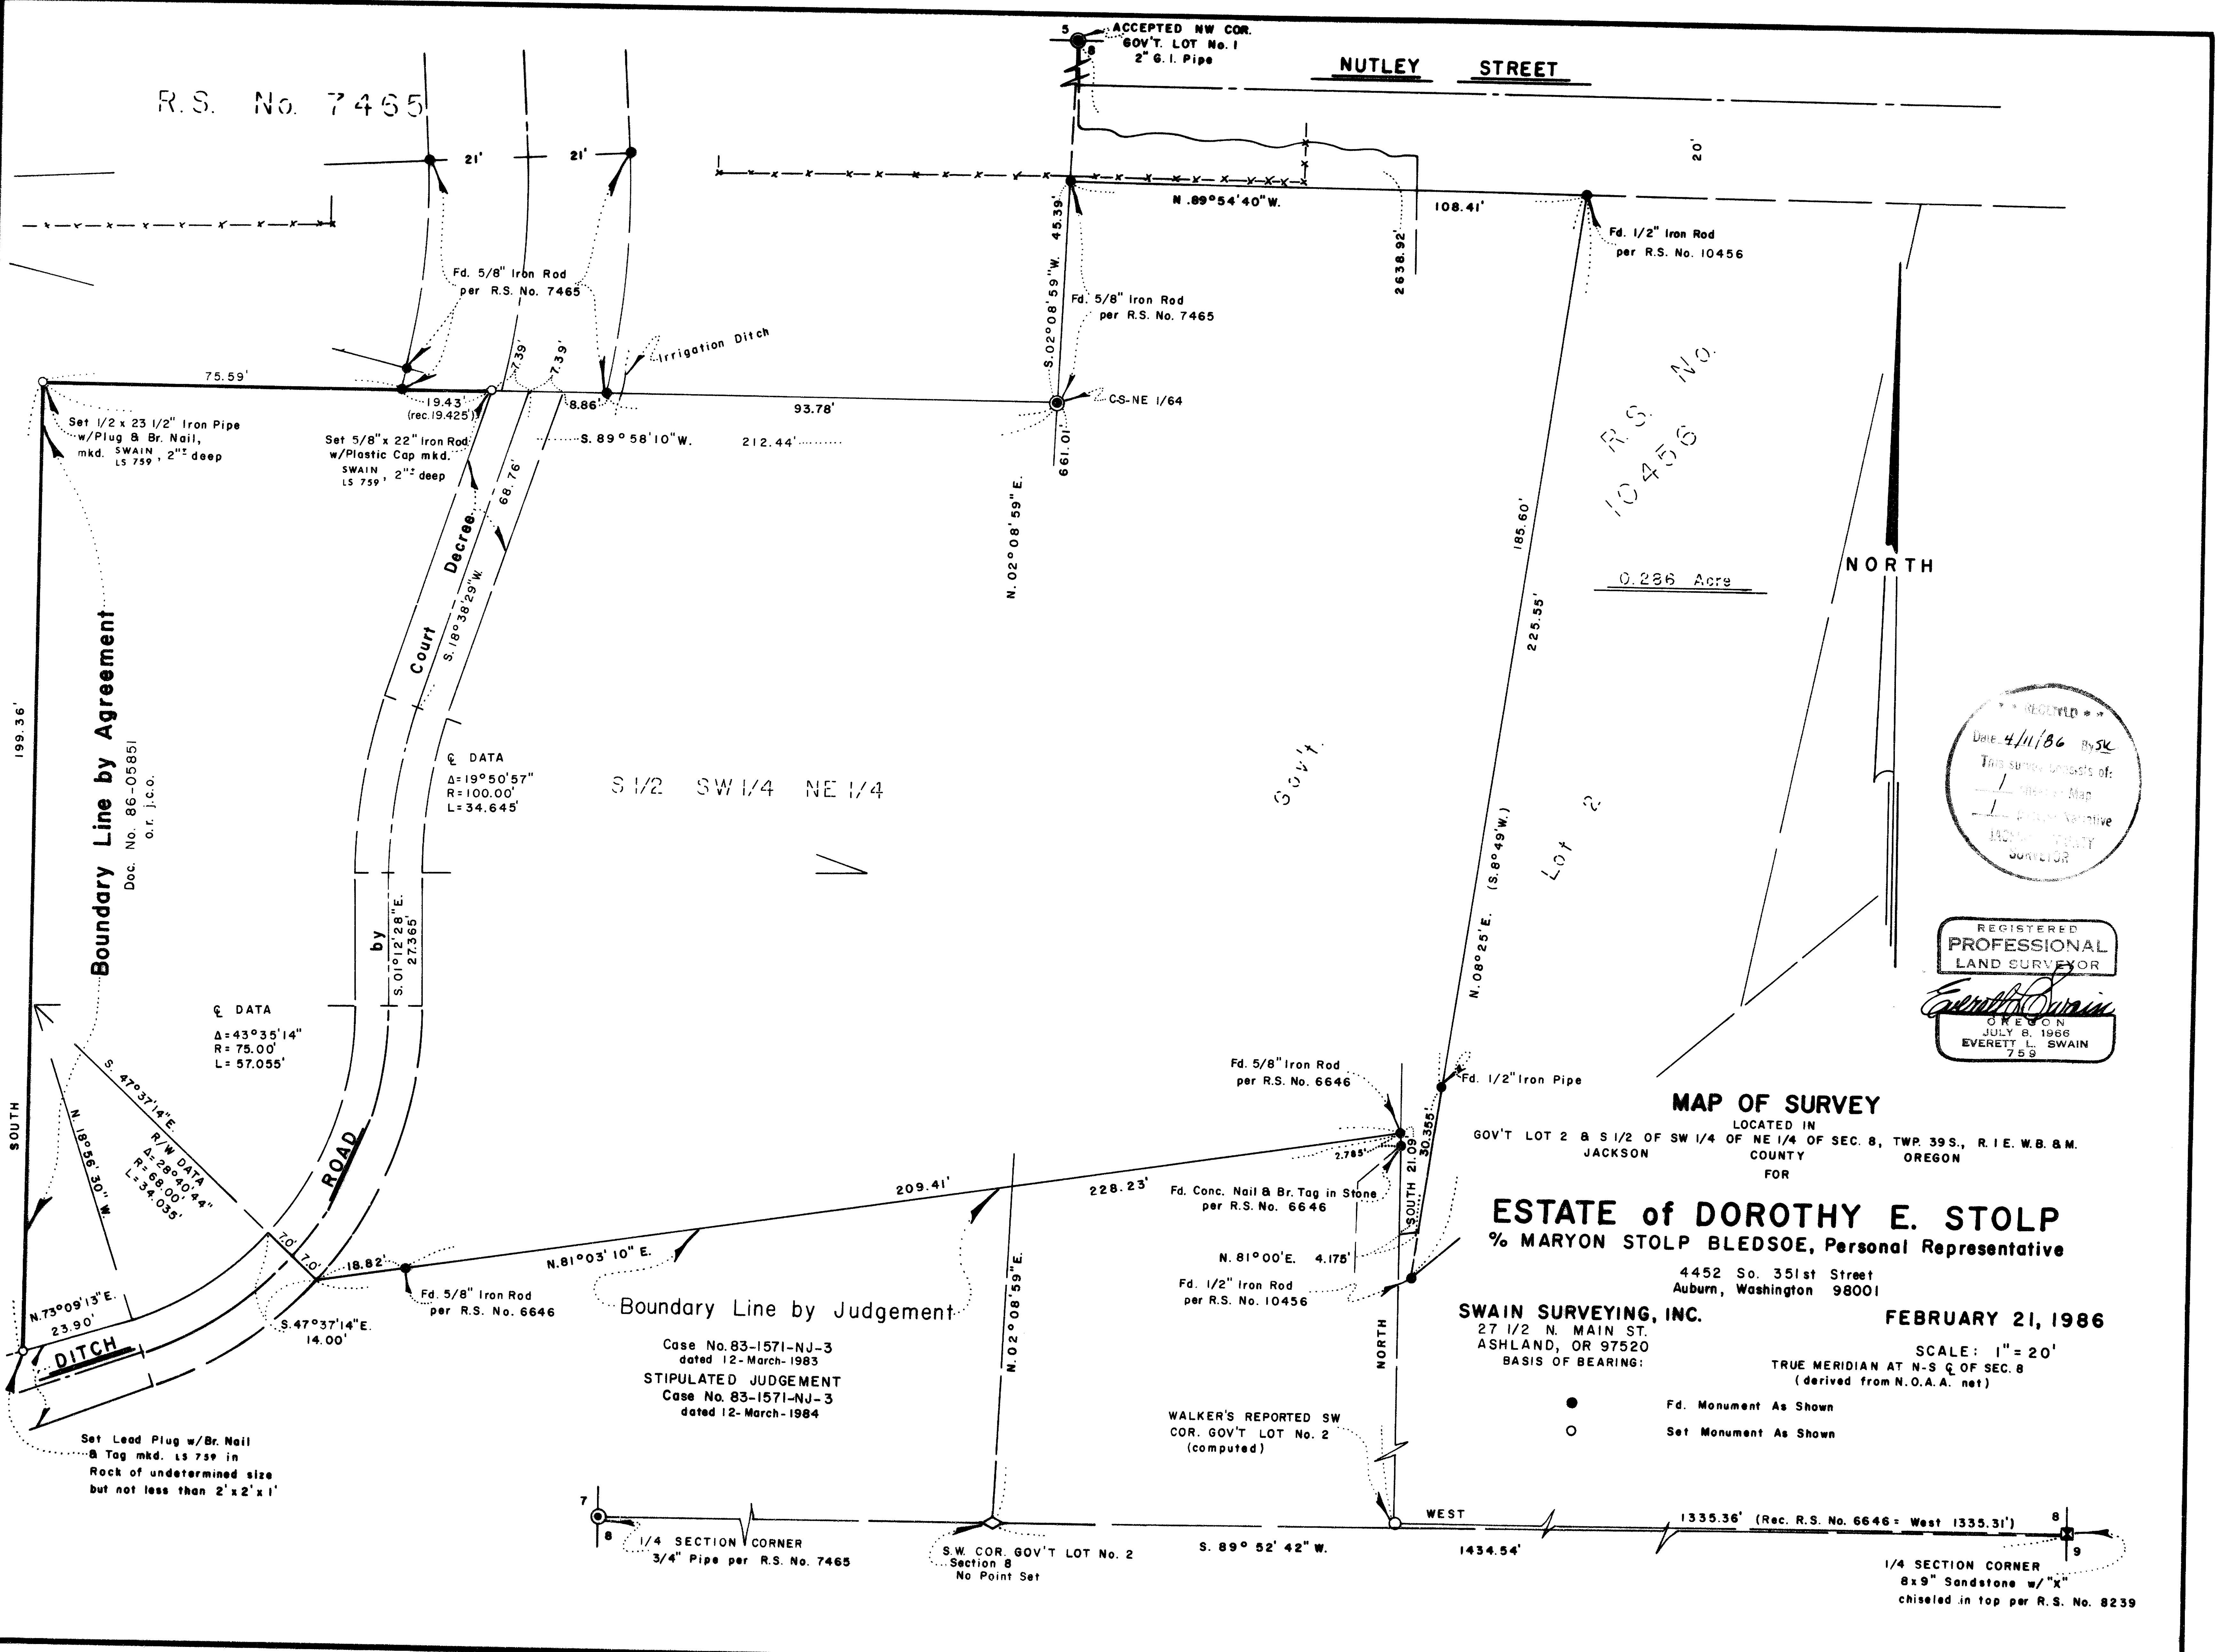 5
8
ACCEPTED NW COR.
GOV'T. LOT No. 1
2" G. I. Pipe
NUTLEY STREET
R.S. No. 7465
21' 21'
20'
N. 89°54'40"W.
108.41'
2638.92'
S. 02°08'59"W. 45.39'
Fd. 1/2" Iron Rod
per R.S. No. 10456
Fd. 5/8" Iron Rod
per R.S. No. 7465
Fd. 5/8" Iron Rod
per R.S. No. 7465
Irrigation Ditch
7.39'
7.39'
75.59'
19.43'
(rec. 19.425')
8.86'
93.78'
C-S-NE 1/64
S. 89°58'10"W. 212.44'
661.01'
N. 02°08'59"E.
Set 1/2 x 23 1/2" Iron Pipe
w/Plug & Br. Nail,
mkd. SWAIN
LS 759, 2"± deep
Set 5/8" x 22" Iron Rod
w/Plastic Cap mkd.
SWAIN
LS 759, 2"± deep
68.76'
S. 18°38'29"W.
Court Decree
by
R.S. No.
10456
0.286 Acre
185.60'
225.55'
NORTH
199.36'
SOUTH
Boundary Line by Agreement
Doc. No. 86-05851
o.r. j.c.o.
℄ DATA
Δ=19°50'57"
R=100.00'
L=34.645'
S 1/2 SW 1/4 NE 1/4
Gov't.
Lot 2
N. 08°25'E. (S. 8°49'W.)
S. 01°12'28"E.
27.365'
℄ DATA
Δ=43°35'14"
R= 75.00'
L= 57.055'
S. 47°37'14"E.
N. 18°56'30"W.
R/W DATA
Δ=28°40'44"
R=68.00'
L=34.035'
ROAD
DITCH
7.0'
7.0'
18.82'
N. 73°09'13"E.
23.90'
S. 47°37'14"E.
14.00'
Fd. 5/8" Iron Rod
per R.S. No. 6646
N. 81°03'10" E.
209.41'
228.23'
Boundary Line by Judgement
Case No. 83-1571-NJ-3
dated 12-March-1983
STIPULATED JUDGEMENT
Case No. 83-1571-NJ-3
dated 12-March-1984
N. 02°08'59"E.
Fd. 5/8" Iron Rod
per R.S. No. 6646
Fd. 1/2" Iron Pipe
2.785'
30.355'
SOUTH 21.09'
Fd. Conc. Nail & Br. Tag in Stone
per R.S. No. 6646
N. 81°00'E. 4.175'
Fd. 1/2" Iron Rod
per R.S. No. 10456
NORTH
WALKER'S REPORTED SW
COR. GOV'T LOT No. 2
(computed)
Set Lead Plug w/Br. Nail
& Tag mkd. LS 759 in
Rock of undetermined size
but not less than 2' x 2' x 1'
7
8
1/4 SECTION CORNER
3/4" Pipe per R.S. No. 7465
S.W. COR. GOV'T LOT No. 2
Section 8
No Point Set
S. 89° 52' 42" W.
1434.54'
WEST
1335.36' (Rec. R.S. No. 6646 = West 1335.31')
8
9
1/4 SECTION CORNER
8x9" Sandstone w/"X"
chiseled in top per R.S. No. 8239
RECEIVED
Date 4/11/86 By SK
This survey consists of:
1 Map
1 Narrative
SURVEYOR
REGISTERED
PROFESSIONAL
LAND SURVEYOR
Everett L. Swain
OREGON
JULY 8, 1966
EVERETT L. SWAIN
759
MAP OF SURVEY
LOCATED IN
GOV'T LOT 2 & S 1/2 OF SW 1/4 OF NE 1/4 OF SEC. 8, TWP. 39 S., R. 1 E. W.B. & M.
JACKSON COUNTY OREGON
FOR
ESTATE of DOROTHY E. STOLP
% MARYON STOLP BLEDSOE, Personal Representative
4452 So. 351st Street
Auburn, Washington 98001
SWAIN SURVEYING, INC.
27 1/2 N. MAIN ST.
ASHLAND, OR 97520
FEBRUARY 21, 1986
SCALE: 1" = 20'
BASIS OF BEARING:
TRUE MERIDIAN AT N-S ℄ OF SEC. 8
(derived from N.O.A.A. net)
Fd. Monument As Shown
Set Monument As Shown